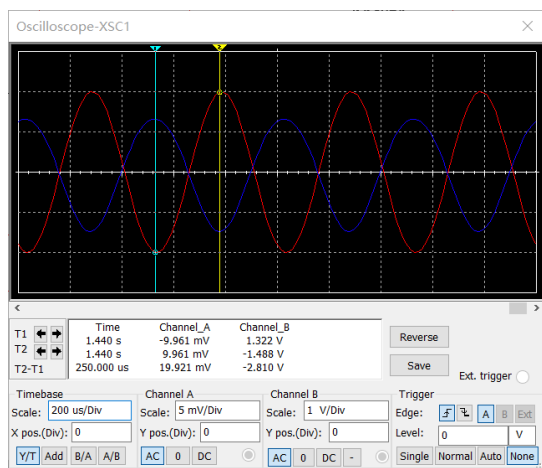 Oscilloscope-XSC1
1
2
Time Channel_A Channel_B
T1 1.440 s -9.961 mV 1.322 V
T2 1.440 s 9.961 mV -1.488 V
T2-T1 250.000 us 19.921 mV -2.810 V
Reverse
Save
Ext. trigger
Timebase Channel A Channel B Trigger
Scale: 200 us/Div Scale: 5 mV/Div Scale: 1 V/Div Edge: A B Ext
X pos.(Div): 0 Y pos.(Div): 0 Y pos.(Div): 0 Level: 0 V
Y/T Add B/A A/B AC 0 DC AC 0 DC - Single Normal Auto None